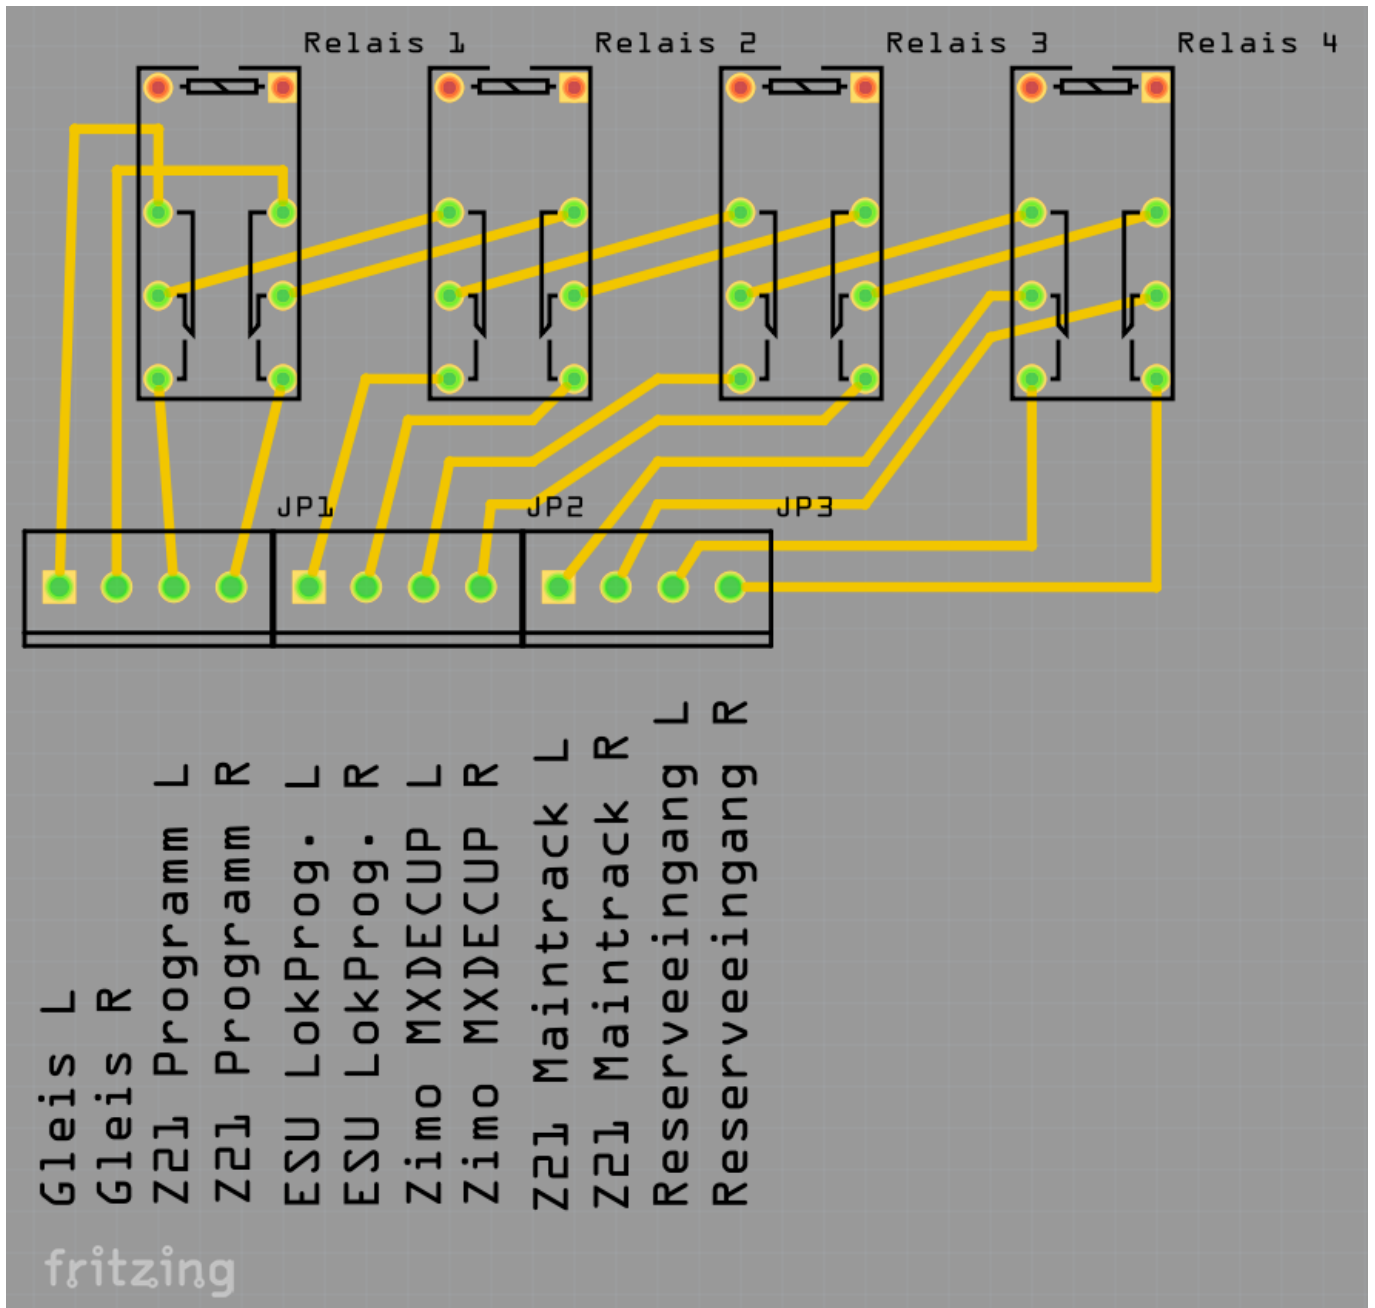 Relais 1
Relais 2
Relais 3
Relais 4
JP1
JP2
JP3
Gleis L
Gleis R
Z21 Programm L
Z21 Programm R
ESU LokProg. L
ESU LokProg. R
Zimo MXDECUP L
Zimo MXDECUP R
Z21 Maintrack L
Z21 Maintrack R
Reserveeingang L
Reserveeingang R
fritzing